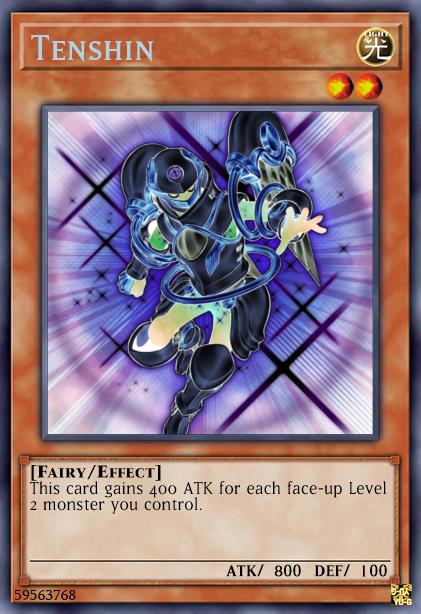 Tenshin
LIGHT
光
[Fairy/Effect]
This card gains 400 ATK for each face-up Level
2 monster you control.
ATK/ 800 DEF/ 100
59563768